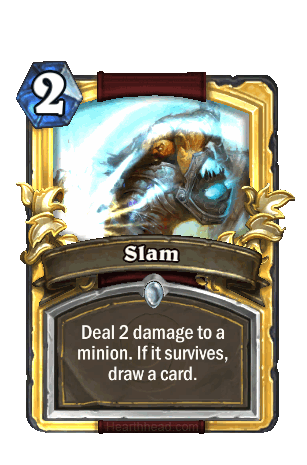 2
Slam
Deal 2 damage to a
minion. If it survives,
draw a card.
Hearthhead.com